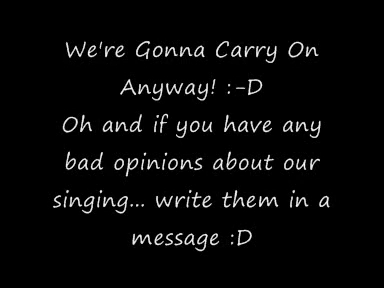 We're Gonna Carry On
Anyway! :-D
Oh and if you have any
bad opinions about our
singing... write them in a
message :D